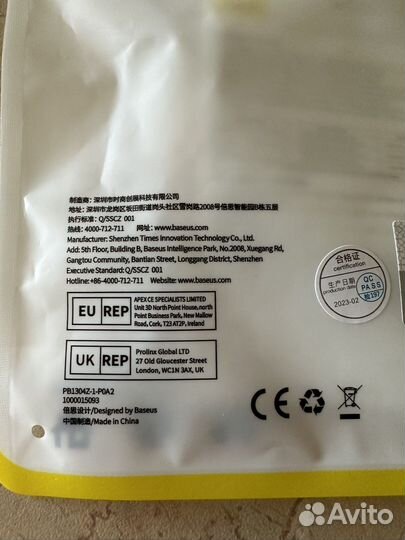 制造商：深圳市时商创展科技有限公司
地址：深圳市龙岗区坂田街道岗头社区雪岗路2008号倍思智能园B栋五层
执行标准：Q/SSCZ 001
热线：4000-712-711 网址：www.baseus.com
Manufacturer: Shenzhen Times Innovation Technology Co., Ltd.
Add: 5th Floor, Building B, Baseus Intelligence Park, No.2008, Xuegang Rd,
Gangtou Community, Bantian Street, Longgang District, Shenzhen
Executive Standard: Q/SSCZ 001
Hotline: +86-4000-712-711 Website: www.baseus.com
EU REP
APEX CE SPECIALISTS LIMITED
Unit 3D North Point House, north
Point Business Park, New Mallow
Road, Cork, T23 AT2P, Ireland
UK REP
Prolinx Global LTD
27 Old Gloucester Street
London, WC1N 3AX, UK
PB1304Z-1-P0A2
1000015093
倍思设计/Designed by Baseus
中国制造/Made in China
CE
合格证
certification
生产日期
production date
2023-02
QC
PASS
Avito